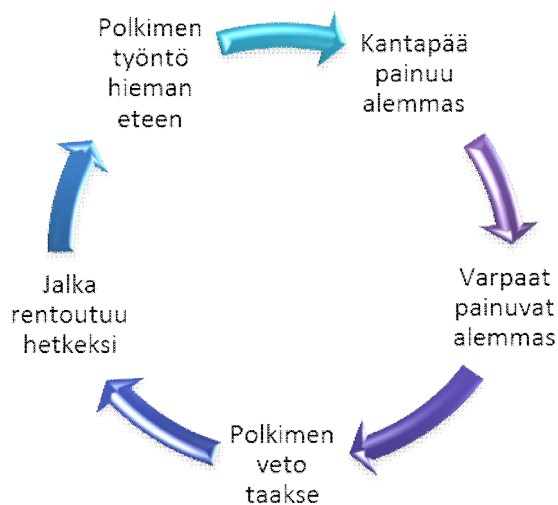 Polkimen
työntö
hieman
eteen
Kantapää
painuu
alemmas
Varpaat
painuvat
alemmas
Polkimen
veto
taakse
Jalka
rentoutuu
hetkeksi